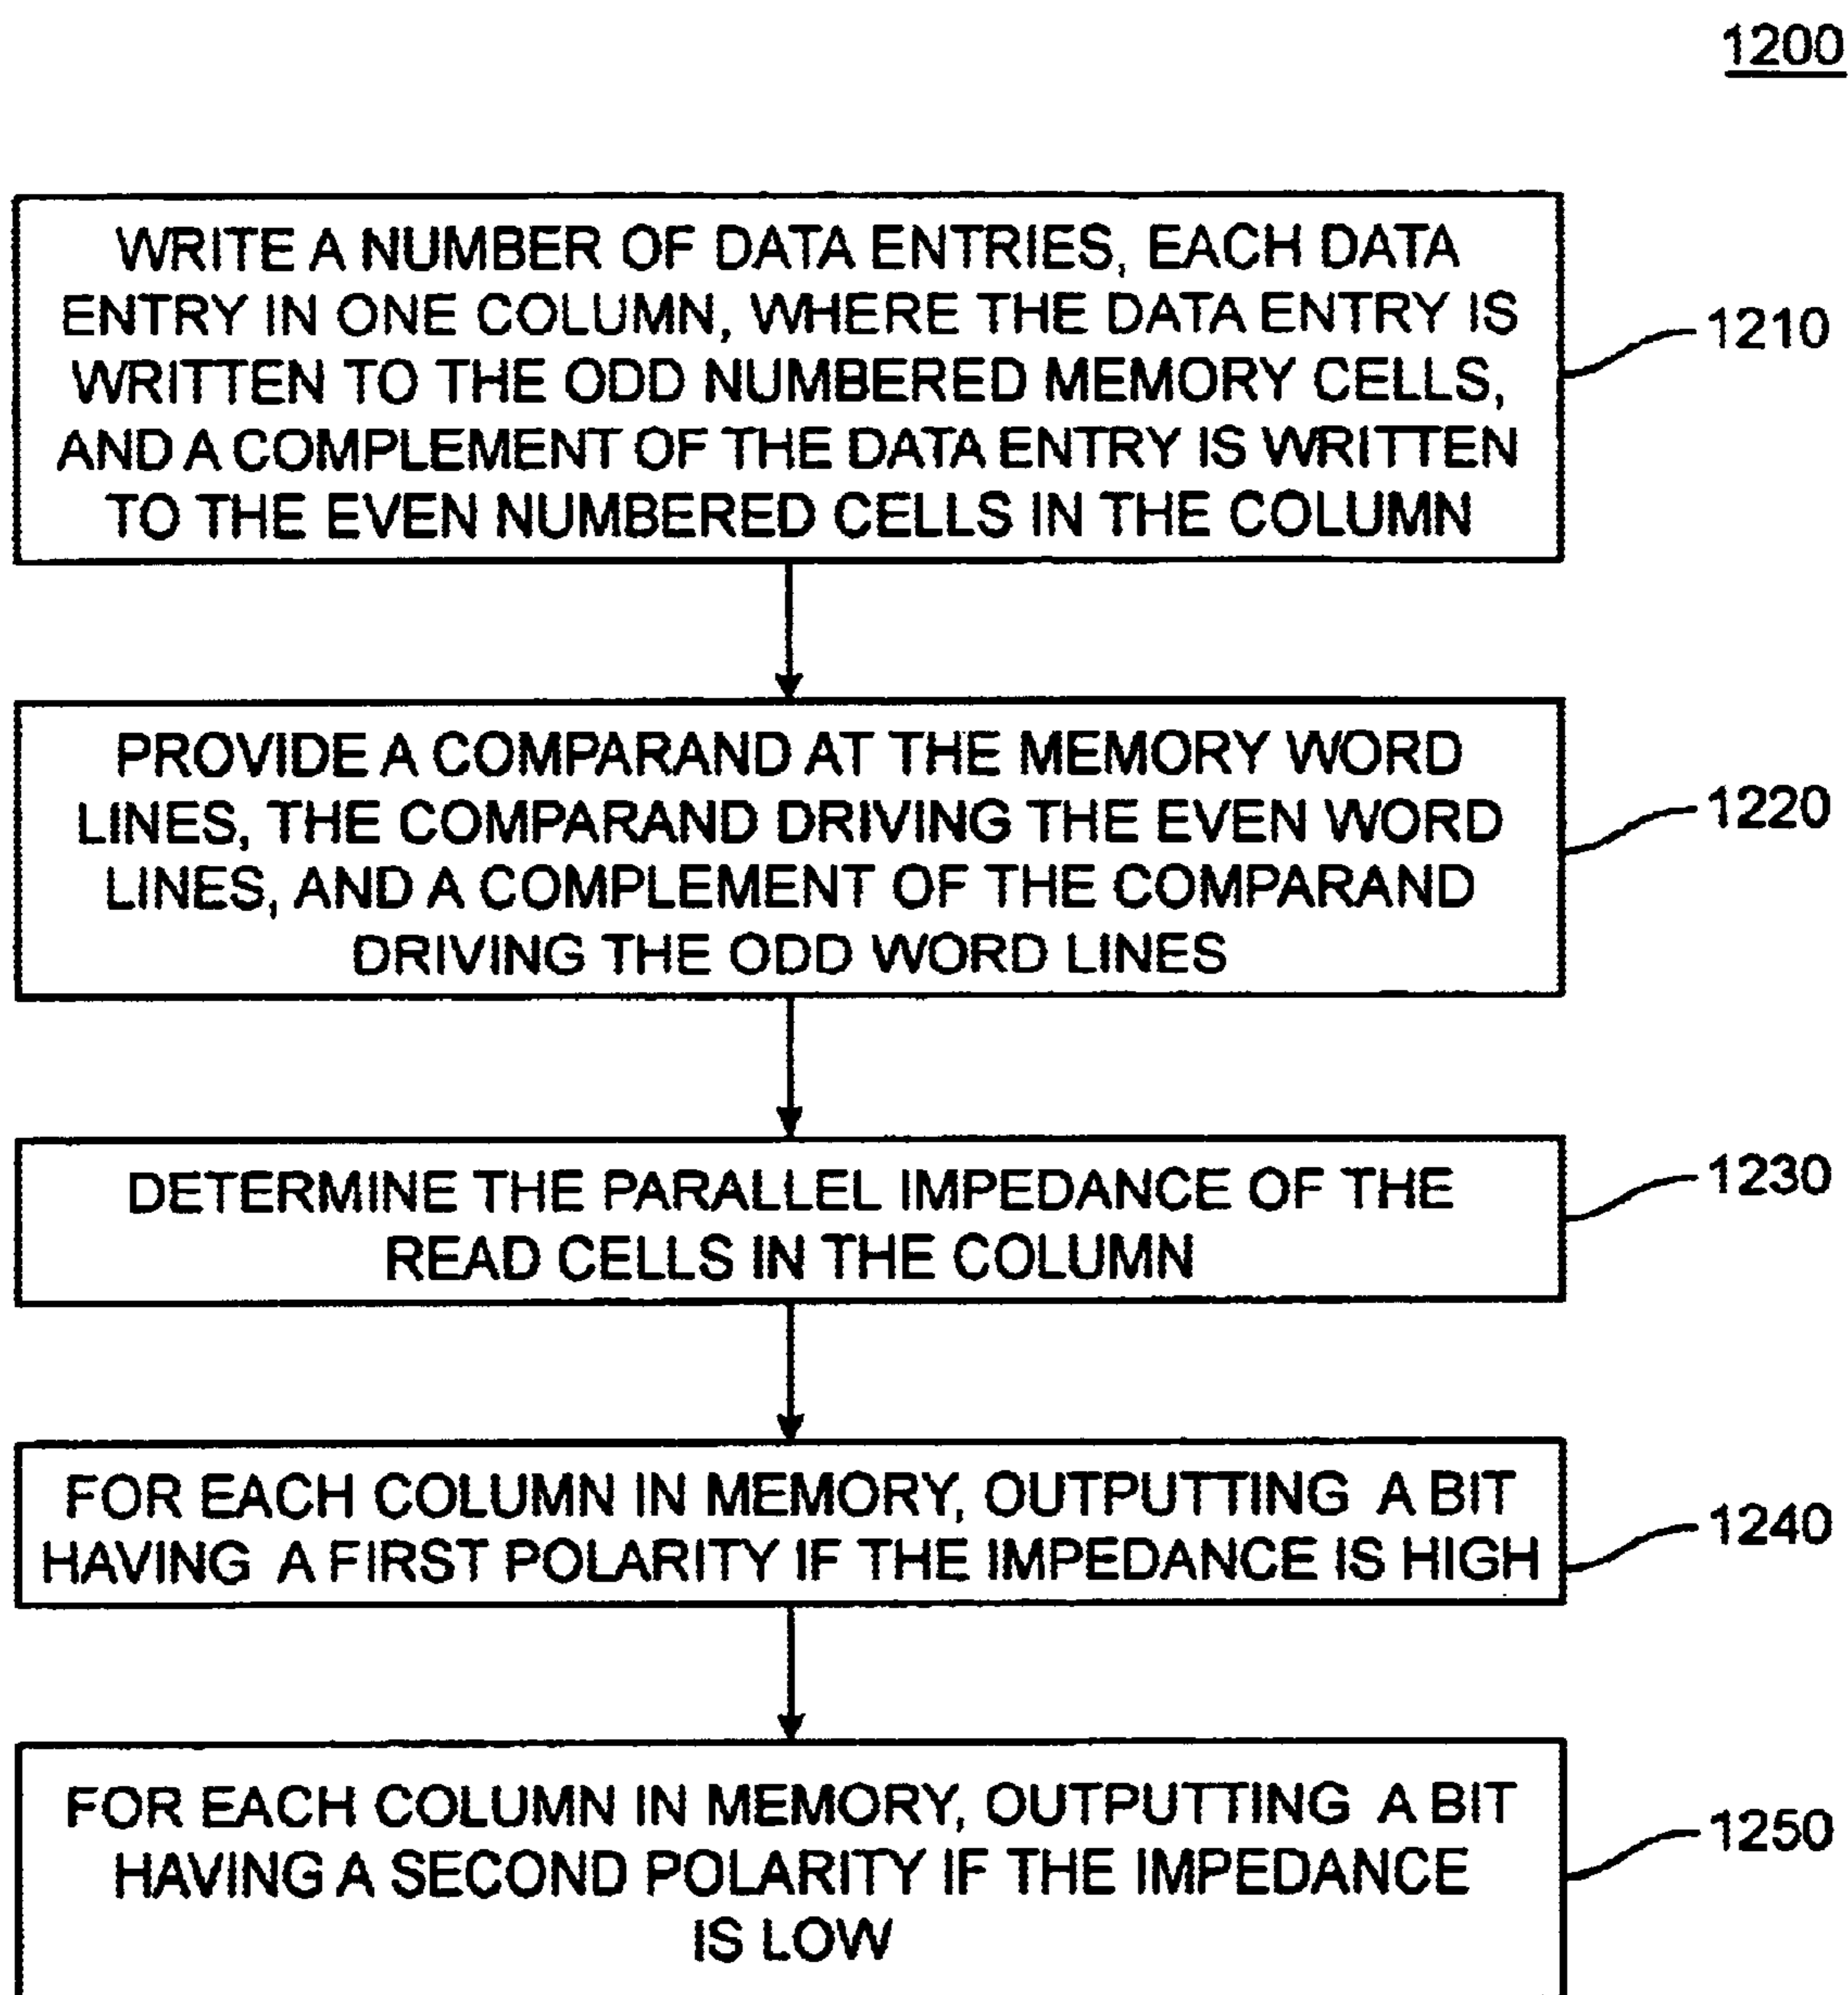 1200
WRITE A NUMBER OF DATA ENTRIES, EACH DATA
ENTRY IN ONE COLUMN, WHERE THE DATA ENTRY IS
WRITTEN TO THE ODD NUMBERED MEMORY CELLS,
AND A COMPLEMENT OF THE DATA ENTRY IS WRITTEN
TO THE EVEN NUMBERED CELLS IN THE COLUMN
1210
PROVIDE A COMPARAND AT THE MEMORY WORD
LINES, THE COMPARAND DRIVING THE EVEN WORD
LINES, AND A COMPLEMENT OF THE COMPARAND
DRIVING THE ODD WORD LINES
1220
DETERMINE THE PARALLEL IMPEDANCE OF THE
READ CELLS IN THE COLUMN
1230
FOR EACH COLUMN IN MEMORY, OUTPUTTING A BIT
HAVING A FIRST POLARITY IF THE IMPEDANCE IS HIGH
1240
FOR EACH COLUMN IN MEMORY, OUTPUTTING A BIT
HAVING A SECOND POLARITY IF THE IMPEDANCE
IS LOW
1250